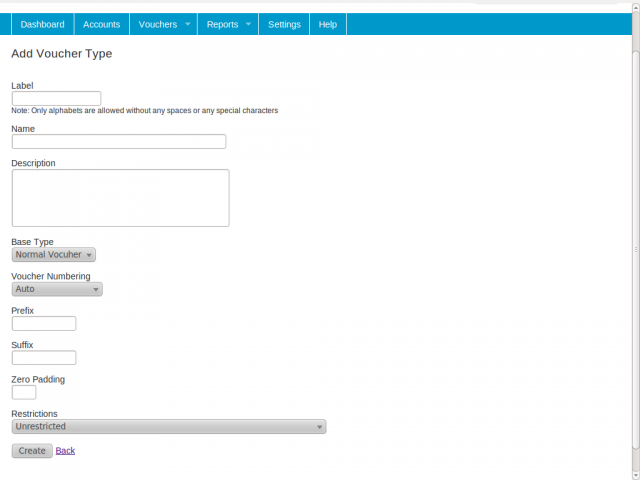 Dashboard Accounts Vouchers Reports Settings Help
Add Voucher Type
Label
Note: Only alphabets are allowed without any spaces or any special characters
Name
Description
Base Type
Normal Vocuher
Voucher Numbering
Auto
Prefix
Suffix
Zero Padding
Restrictions
Unrestricted
Create Back